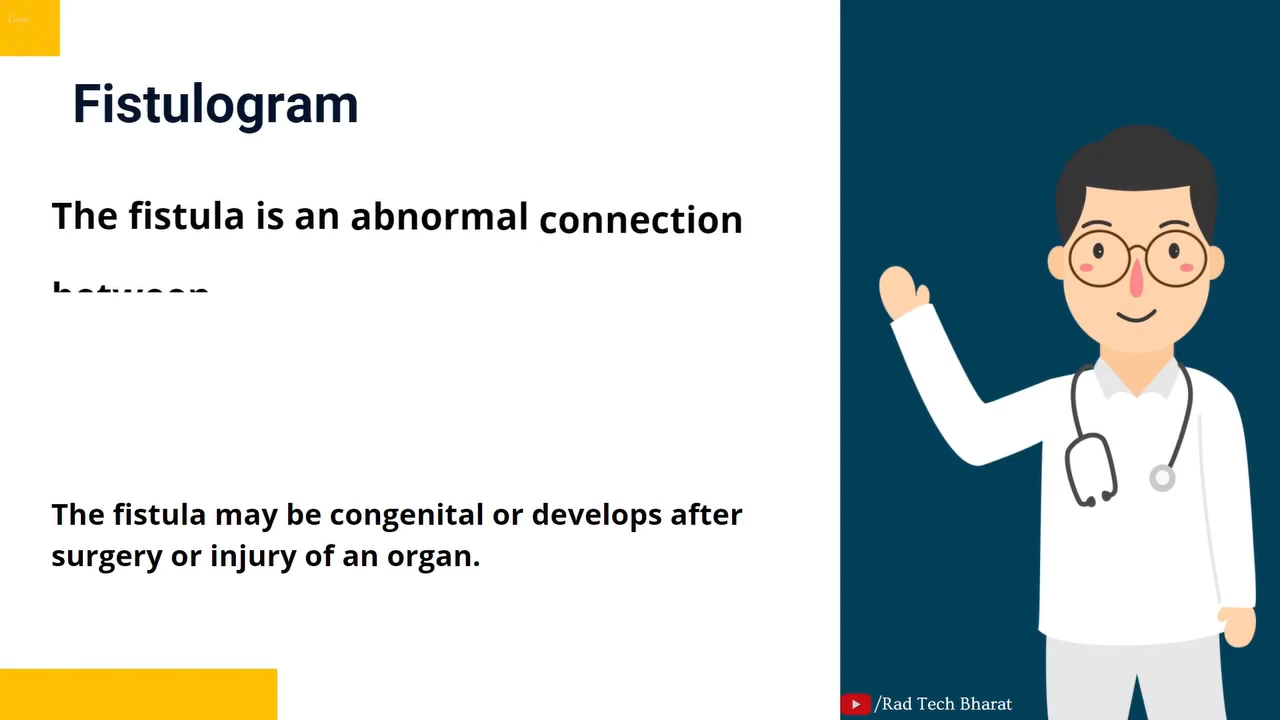 Fistulogram
The fistula is an abnormal connection
between
The fistula may be congenital or develops after
surgery or injury of an organ.
/Rad Tech Bharat